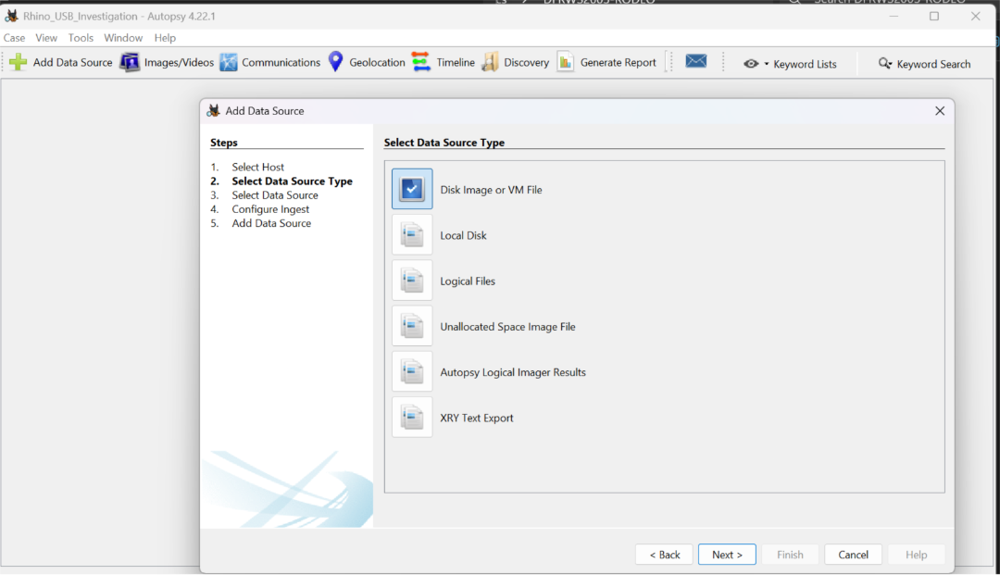 Rhino_USB_Investigation - Autopsy 4.22.1
Case View Tools Window Help
Add Data Source Images/Videos Communications Geolocation Timeline Discovery Generate Report Keyword Lists Keyword Search
Add Data Source
Steps
1. Select Host
2. Select Data Source Type
3. Select Data Source
4. Configure Ingest
5. Add Data Source
Select Data Source Type
Disk Image or VM File
Local Disk
Logical Files
Unallocated Space Image File
Autopsy Logical Imager Results
XRY Text Export
< Back Next > Finish Cancel Help